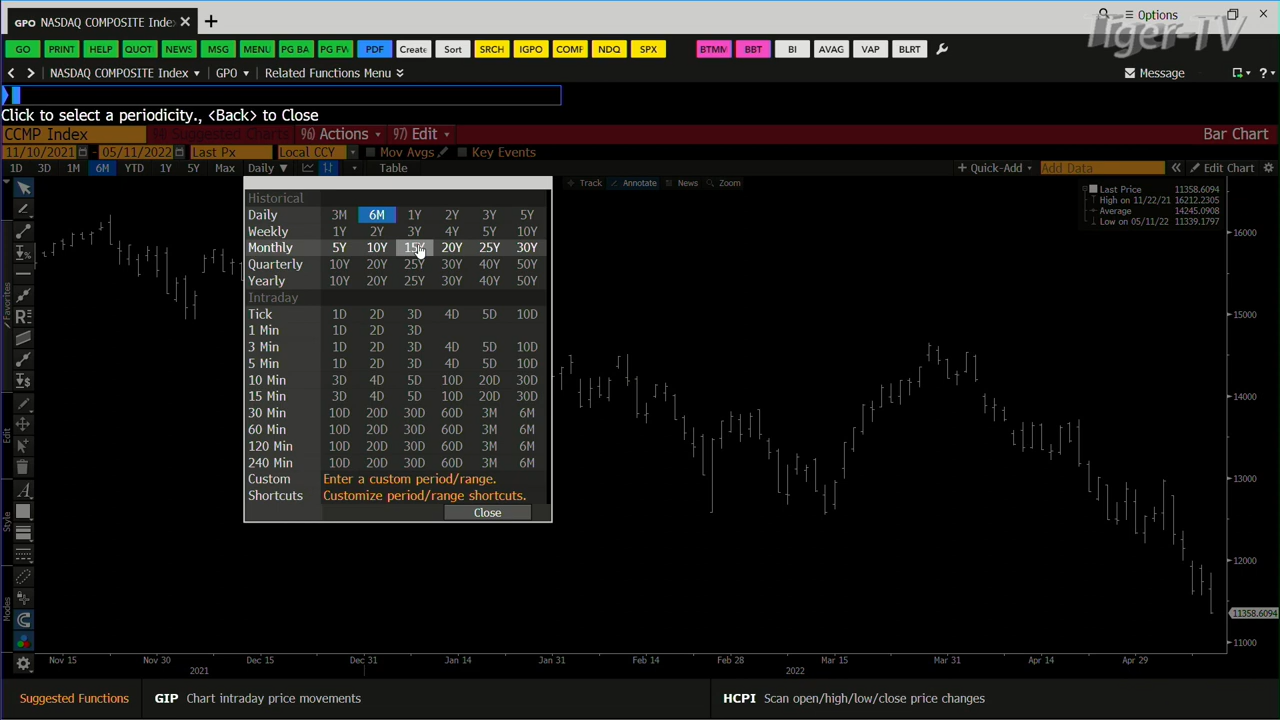 GPO NASDAQ COMPOSITE Inde
Options
Tiger-TV
GO PRINT HELP QUOT NEWS MSG MENU PG BA PG FW PDF Create Sort SRCH IGPO COMF NDQ SPX BTMM BBT BI AVAG VAP BLRT
NASDAQ COMPOSITE Index GPO Related Functions Menu Message
Click to select a periodicity., <Back> to Close
CCMP Index Suggested Charts 96) Actions 97) Edit Bar Chart
11/10/2021 - 05/11/2022 Last Px Local CCY Mov Avgs Key Events
1D 3D 1M 6M YTD 1Y 5Y Max Daily Table + Quick-Add Add Data Edit Chart
Track Annotate News Zoom
Last Price 11358.6094
High on 11/22/21 16212.2305
Average 14245.0908
Low on 05/11/22 11339.1797
Historical
Daily 3M 6M 1Y 2Y 3Y 5Y
Weekly 1Y 2Y 3Y 4Y 5Y 10Y
Monthly 5Y 10Y 15Y 20Y 25Y 30Y
Quarterly 10Y 20Y 25Y 30Y 40Y 50Y
Yearly 10Y 20Y 25Y 30Y 40Y 50Y
Intraday
Tick 1D 2D 3D 4D 5D 10D
1 Min 1D 2D 3D
3 Min 1D 2D 3D 4D 5D 10D
5 Min 1D 2D 3D 4D 5D 10D
10 Min 3D 4D 5D 10D 20D 30D
15 Min 3D 4D 5D 10D 20D 30D
30 Min 10D 20D 30D 60D 3M 6M
60 Min 10D 20D 30D 60D 3M 6M
120 Min 10D 20D 30D 60D 3M 6M
240 Min 10D 20D 30D 60D 3M 6M
Custom Enter a custom period/range.
Shortcuts Customize period/range shortcuts.
Close
Favorites
Edit
Style
Modes
16000
15000
14000
13000
12000
11358.6094
11000
Nov 15 Nov 30 Dec 15 Dec 31 Jan 14 Jan 31 Feb 14 Feb 28 Mar 15 Mar 31 Apr 14 Apr 29
2021 2022
Suggested Functions GIP Chart intraday price movements HCPI Scan open/high/low/close price changes